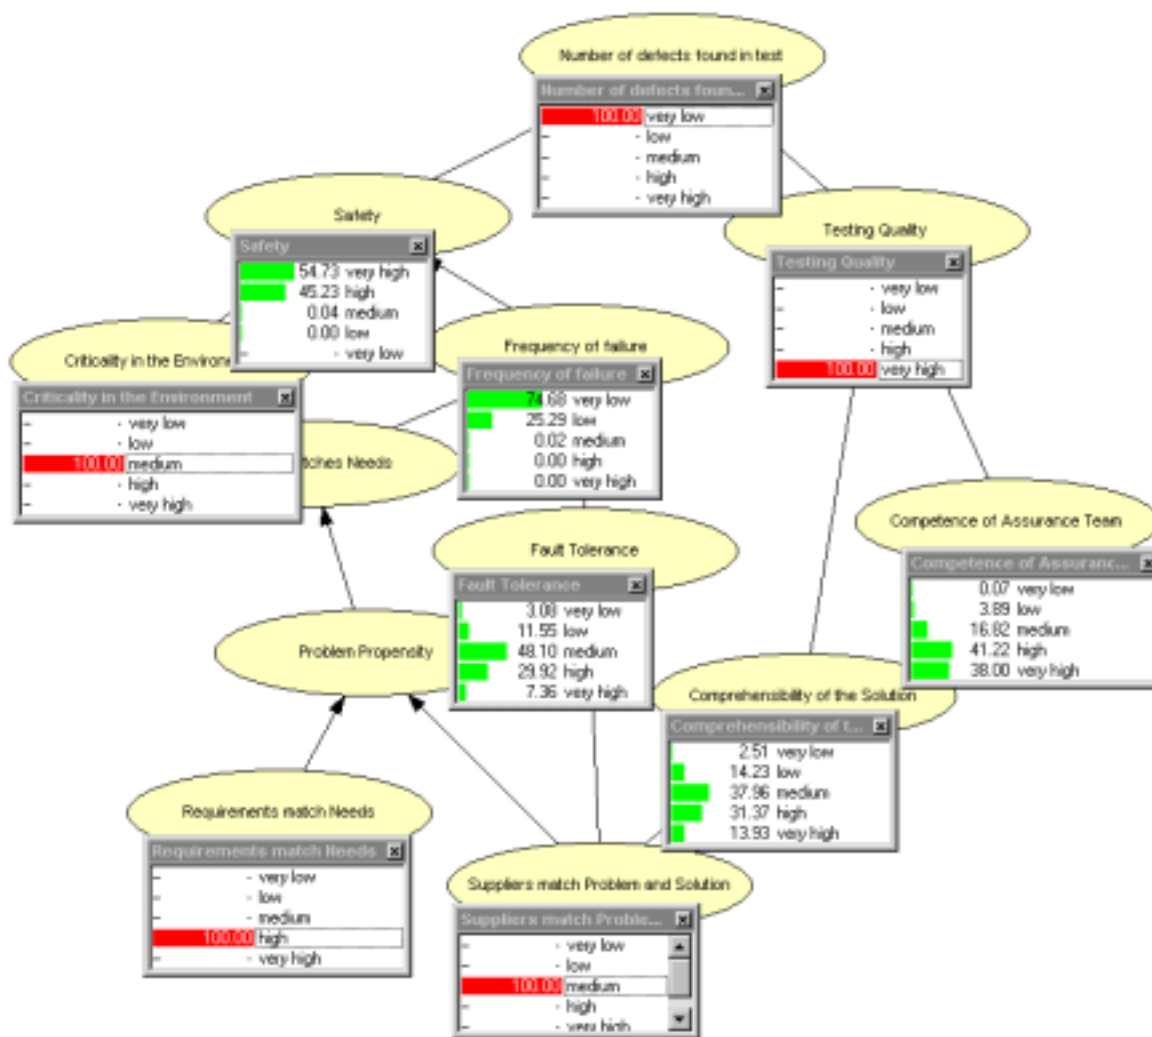 Number of defects found in test
Number of defects foun...
100.00 very low
- - low
- - medium
- - high
- - very high
Safety
Safety
54.73 very high
45.23 high
0.04 medium
0.00 low
- - very low
Testing Quality
Testing Quality
- - very low
- - low
- - medium
- - high
100.00 very high
Criticality in the Environ
Criticality in the Environment
- - very low
- - low
100.00 medium
- - high
- - very high
Frequency of failure
Frequency of failure
74.68 very low
25.29 low
0.02 medium
0.00 high
0.00 very high
tches Needs
Fault Tolerance
Fault Tolerance
3.08 very low
11.55 low
48.10 medium
29.92 high
7.36 very high
Competence of Assurance Team
Competence of Assuranc...
0.07 very low
3.89 low
16.82 medium
41.22 high
38.00 very high
Problem Propensity
Comprehensibility of the Solution
Comprehensibility of t...
2.51 very low
14.23 low
37.96 medium
31.37 high
13.93 very high
Requirements match Needs
Requirements match Needs
- - very low
- - low
- - medium
100.00 high
- - very high
Suppliers match Problem and Solution
Suppliers match Proble...
- - very low
- - low
100.00 medium
- - high
- - very high